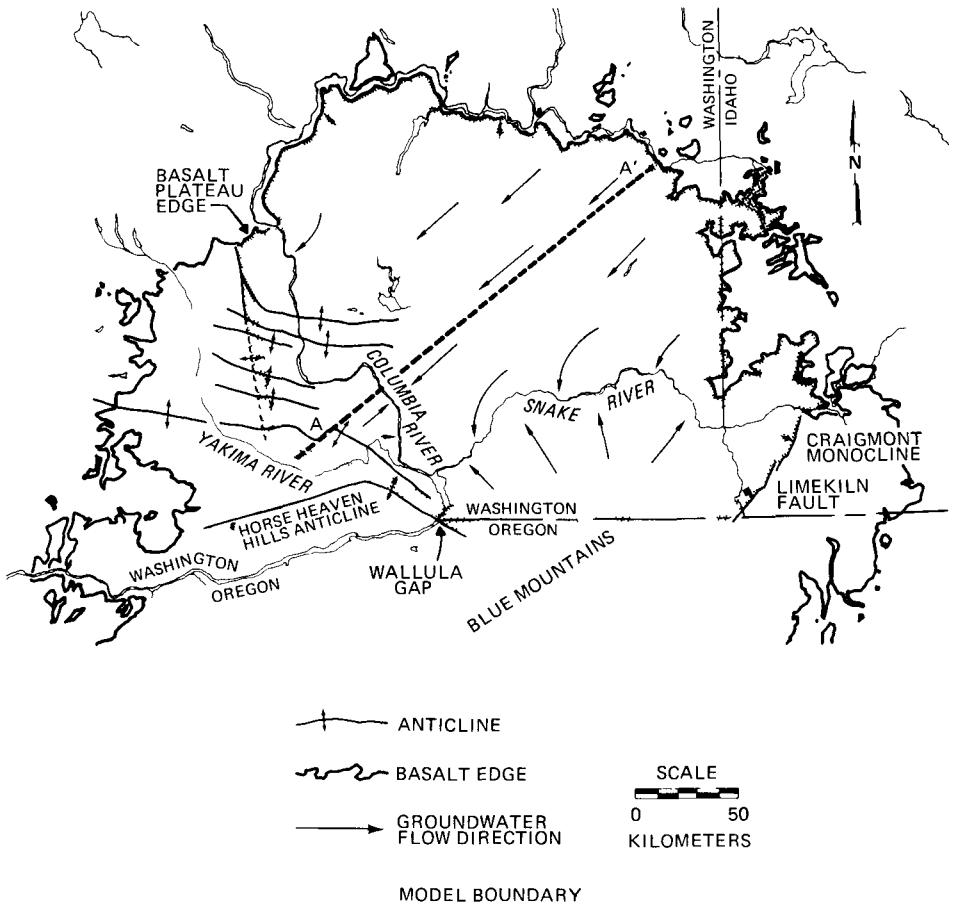 WASHINGTON
IDAHO
N
BASALT
PLATEAU
EDGE
A'
COLUMBIA
RIVER
SNAKE RIVER
A
YAKIMA RIVER
CRAIGMONT
MONOCLINE
LIMEKILN
FAULT
HORSE HEAVEN
HILLS ANTICLINE
WASHINGTON
OREGON
WASHINGTON
OREGON
WALLULA
GAP
BLUE MOUNTAINS
ANTICLINE
BASALT EDGE
SCALE
0 50
KILOMETERS
GROUNDWATER
FLOW DIRECTION
MODEL BOUNDARY